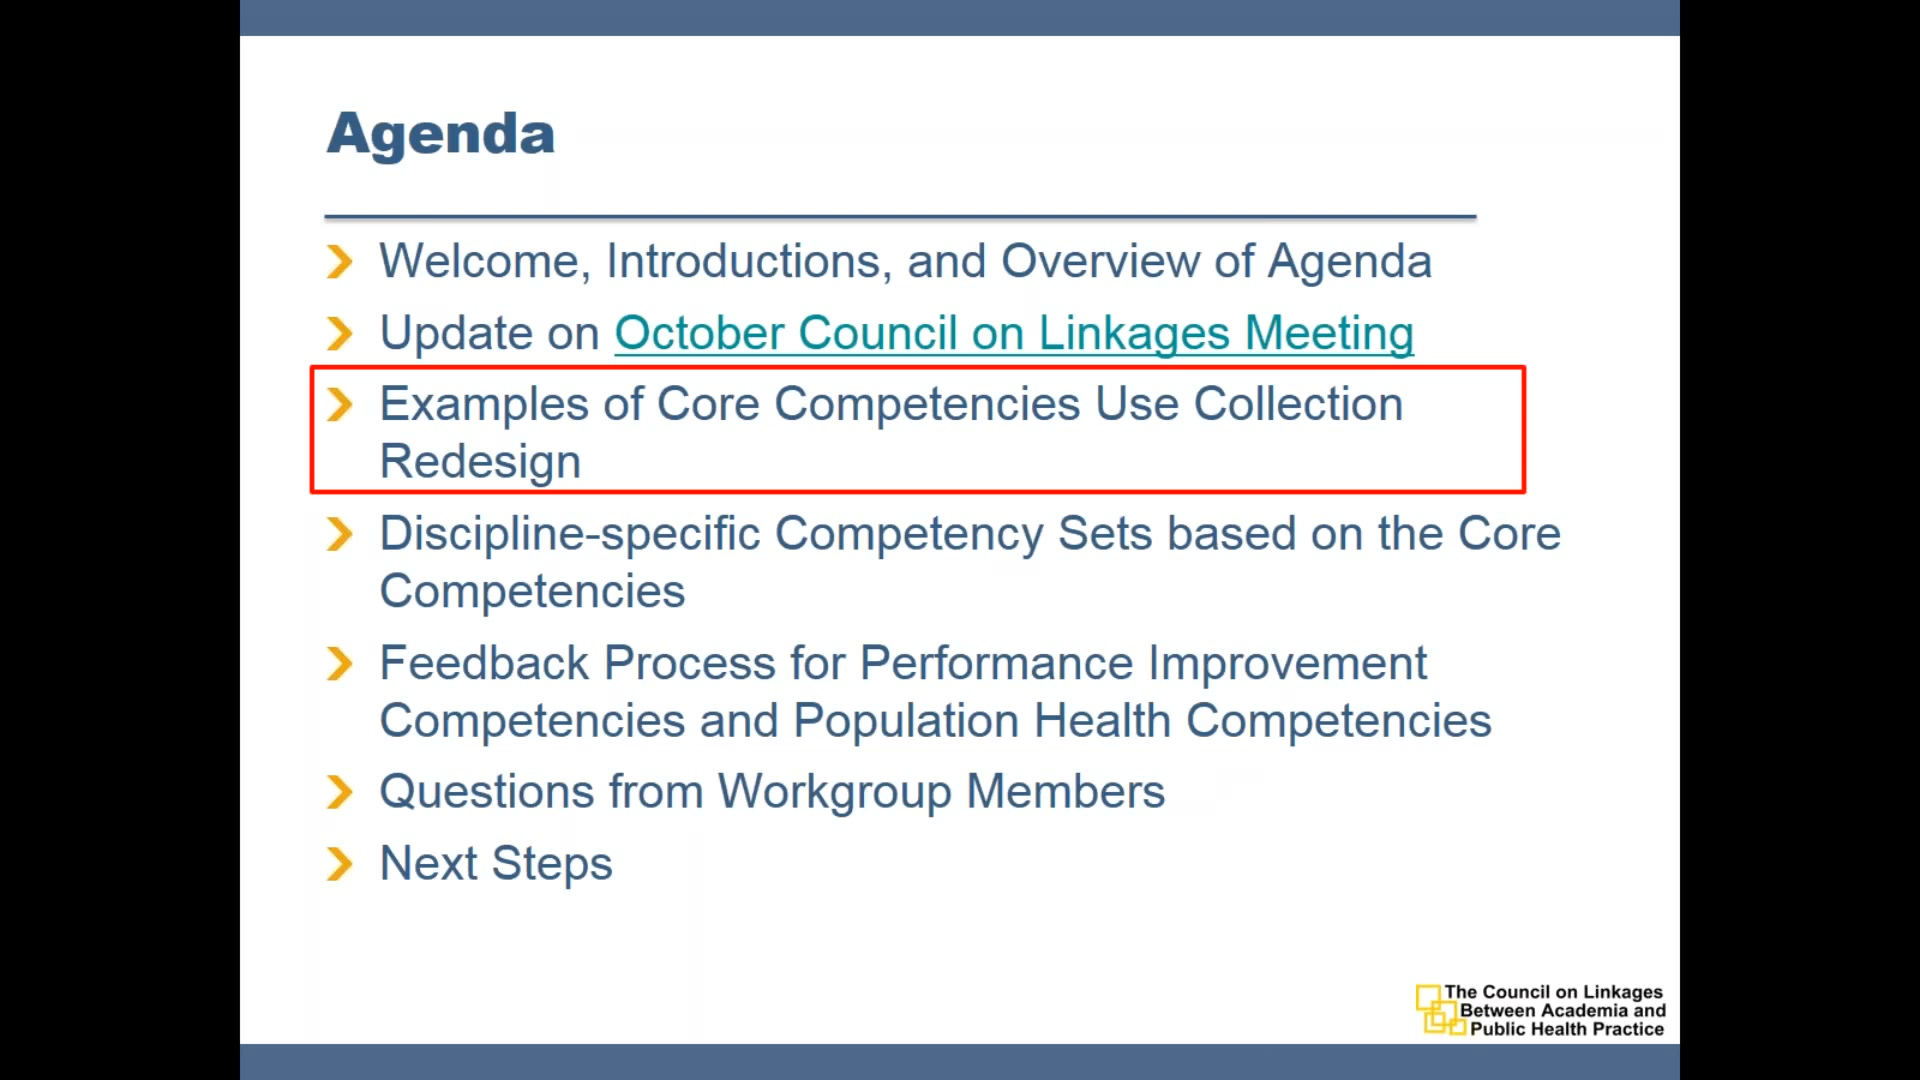 Agenda
Welcome, Introductions, and Overview of Agenda
Update on October Council on Linkages Meeting
Examples of Core Competencies Use Collection
Redesign
Discipline-specific Competency Sets based on the Core
Competencies
Feedback Process for Performance Improvement
Competencies and Population Health Competencies
Questions from Workgroup Members
Next Steps
The Council on Linkages
Between Academia and
Public Health Practice